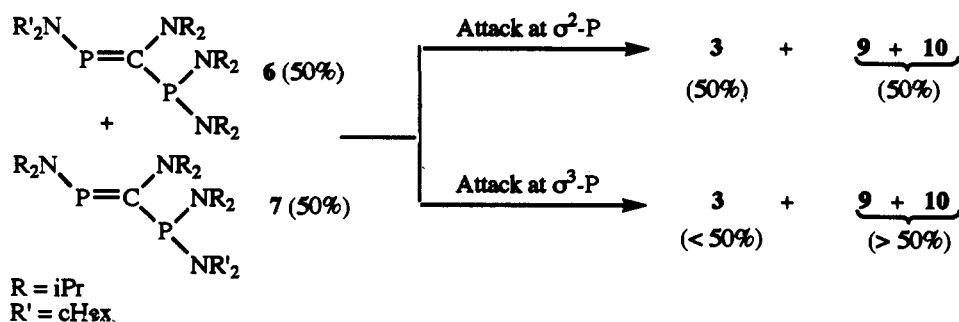 R'₂N NR₂
P=C NR₂ 6 (50%)
P
NR₂
+
R₂N NR₂
P=C NR₂ 7 (50%)
P
NR'₂
R = iPr
R' = cHex
Attack at σ²-P
3 + 9 + 10
(50%) (50%)
Attack at σ³-P
3 + 9 + 10
(< 50%) (> 50%)